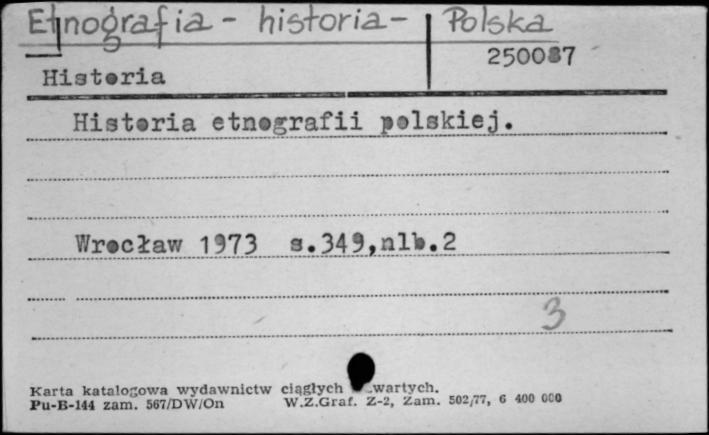 Etnografia - historia - Polska
250087
Historia
Historia etnografii polskiej.
Wrocław 1973 s.349,nlb.2
3
Karta katalogowa wydawnictw ciągłych wartych.
Pu-B-144 zam. 567/DW/On W.Z.Graf. Z-2, Zam. 502/77, 6 400 000